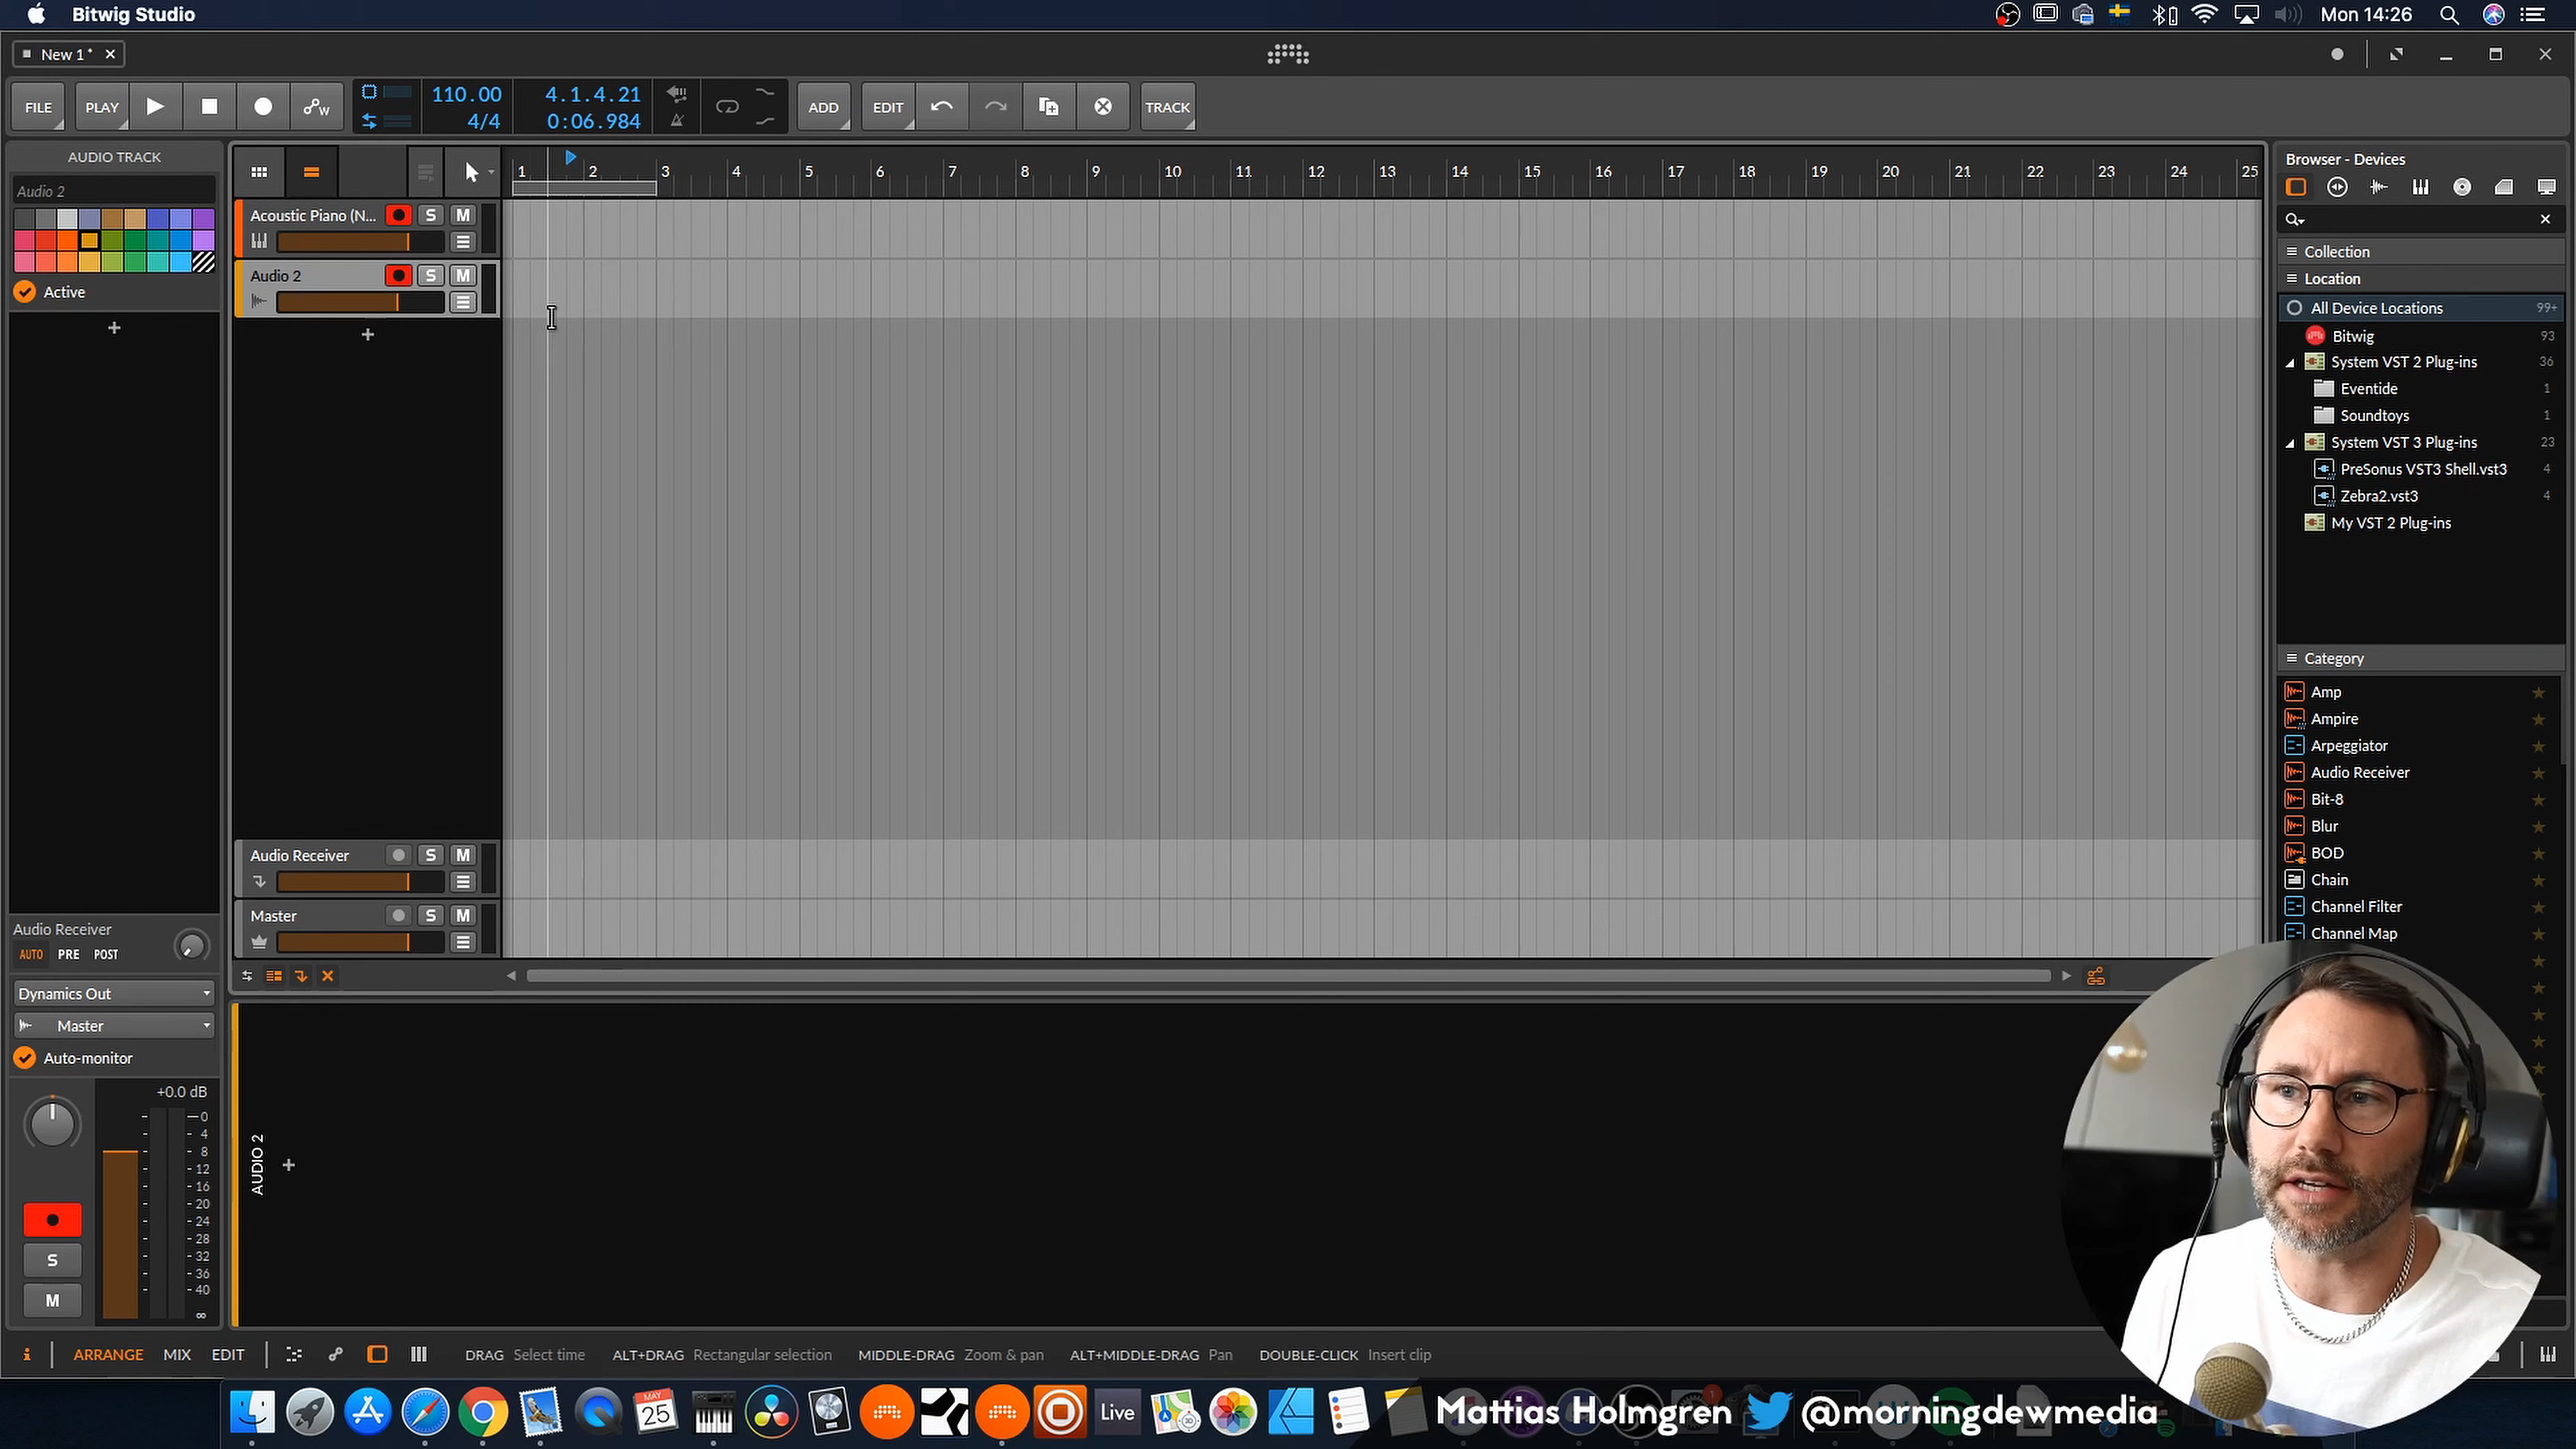 Bitwig Studio
Mon 14:26
New 1*
FILE
PLAY
110.00
4/4
4.1.4.21
0:06.984
ADD
EDIT
TRACK
AUDIO TRACK
Audio 2
Active
1 2 3 4 5 6 7 8 9 10 11 12 13 14 15 16 17 18 19 20 21 22 23 24 25
Acoustic Piano (N...
S M
Audio 2
S M
Audio Receiver
S M
Master
S M
Audio Receiver
AUTO PRE POST
Dynamics Out
Master
Auto-monitor
+0.0 dB
0
4
8
12
16
20
24
28
32
36
40
∞
S
M
AUDIO 2
Browser - Devices
Collection
Location
All Device Locations 99+
Bitwig 93
System VST 2 Plug-ins 36
Eventide 1
Soundtoys 1
System VST 3 Plug-ins 23
PreSonus VST3 Shell.vst3 4
Zebra2.vst3 4
My VST 2 Plug-ins
Category
Amp
Ampire
Arpeggiator
Audio Receiver
Bit-8
Blur
BOD
Chain
Channel Filter
Channel Map
i
ARRANGE MIX EDIT
DRAG Select time ALT+DRAG Rectangular selection MIDDLE-DRAG Zoom & pan ALT+MIDDLE-DRAG Pan DOUBLE-CLICK Insert clip
MAY
25
Live
Mattias Holmgren @morningdewmedia